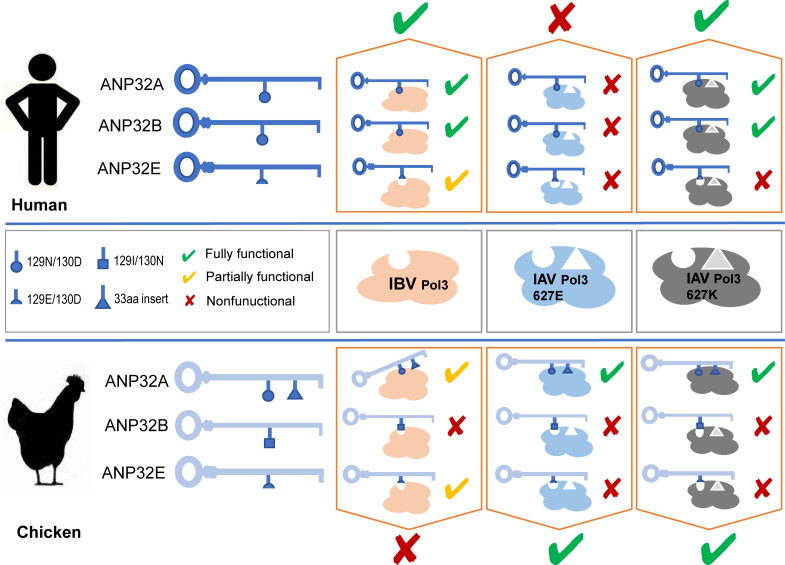 ANP32A
ANP32B
ANP32E
Human
129N/130D
129I/130N
129E/130D
33aa insert
Fully functional
Partially functional
Nonfunuctional
IBV Pol3
IAV Pol3
627E
IAV Pol3
627K
ANP32A
ANP32B
ANP32E
Chicken